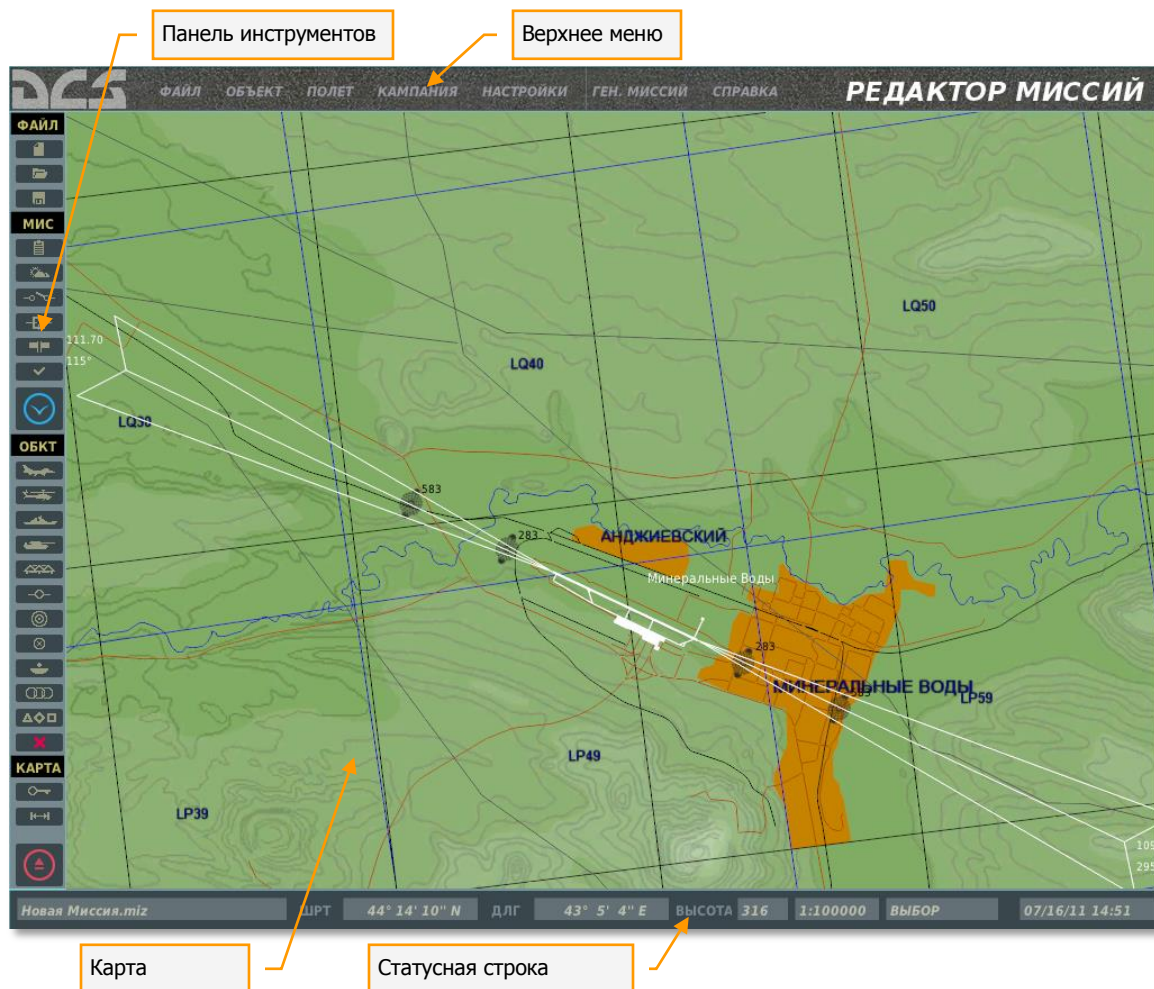 Панель инструментов
Верхнее меню
DCS
ФАЙЛ ОБЪЕКТ ПОЛЕТ КАМПАНИЯ НАСТРОЙКИ ГЕН. МИССИЙ СПРАВКА РЕДАКТОР МИССИЙ
ФАЙЛ
МИС
ОБКТ
КАРТА
LQ50
111.70
115°
LQ40
LQ30
583
283
АНДЖИЕВСКИЙ
Минеральные Воды
283
МИНЕРАЛЬНЫЕ ВОДЫ
583
LP59
LP49
LP39
109
295
Новая Миссия.miz ШРТ 44° 14' 10" N ДЛГ 43° 5' 4" E ВЫСОТА 316 1:100000 ВЫБОР 07/16/11 14:51
Карта
Статусная строка